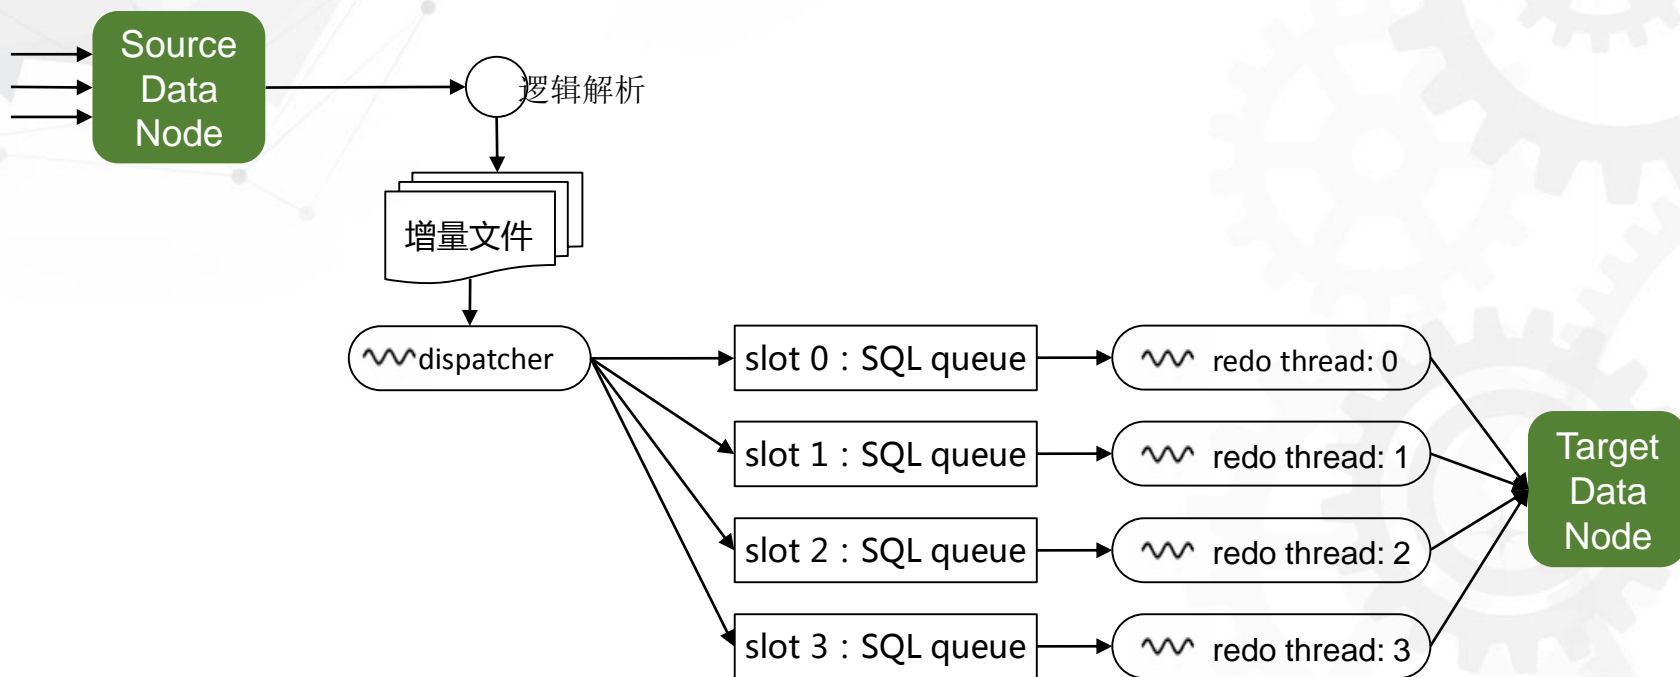 Source
Data
Node
逻辑解析
增量文件
dispatcher
slot 0：SQL queue
redo thread: 0
slot 1：SQL queue
redo thread: 1
slot 2：SQL queue
redo thread: 2
slot 3：SQL queue
redo thread: 3
Target
Data
Node